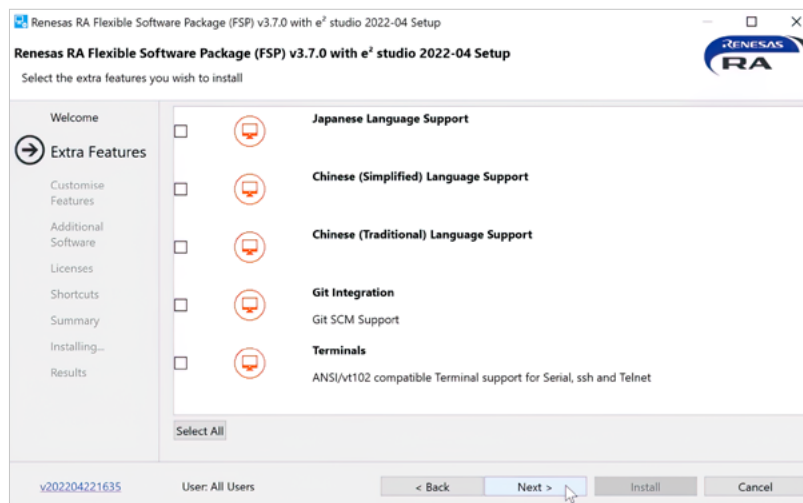 Renesas RA Flexible Software Package (FSP) v3.7.0 with e² studio 2022-04 Setup
Renesas RA Flexible Software Package (FSP) v3.7.0 with e² studio 2022-04 Setup
Select the extra features you wish to install
RENESAS
RA
Welcome
Extra Features
Customise
Features
Additional
Software
Licenses
Shortcuts
Summary
Installing...
Results
Japanese Language Support
Chinese (Simplified) Language Support
Chinese (Traditional) Language Support
Git Integration
Git SCM Support
Terminals
ANSI/vt102 compatible Terminal support for Serial, ssh and Telnet
Select All
v202204221635
User: All Users
< Back
Next >
Install
Cancel